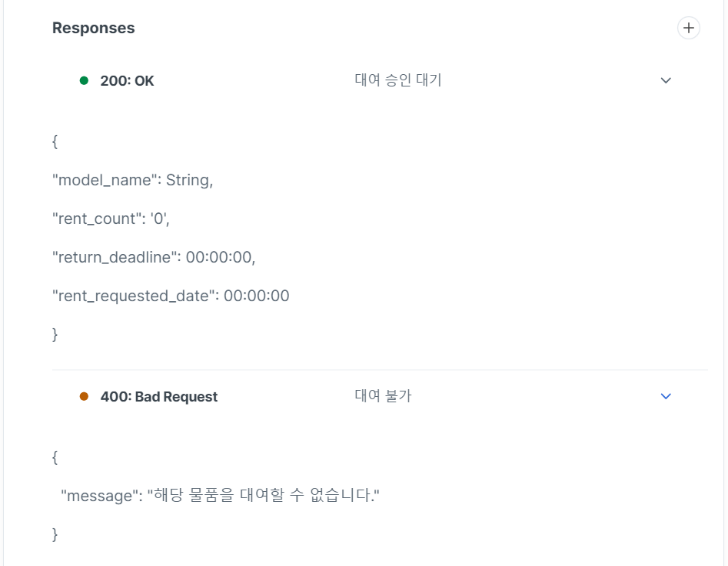 Responses
200: OK 대여 승인 대기
{
"model_name": String,
"rent_count": '0',
"return_deadline": 00:00:00,
"rent_requested_date": 00:00:00
}
400: Bad Request 대여 불가
{
"message": "해당 물품을 대여할 수 없습니다."
}